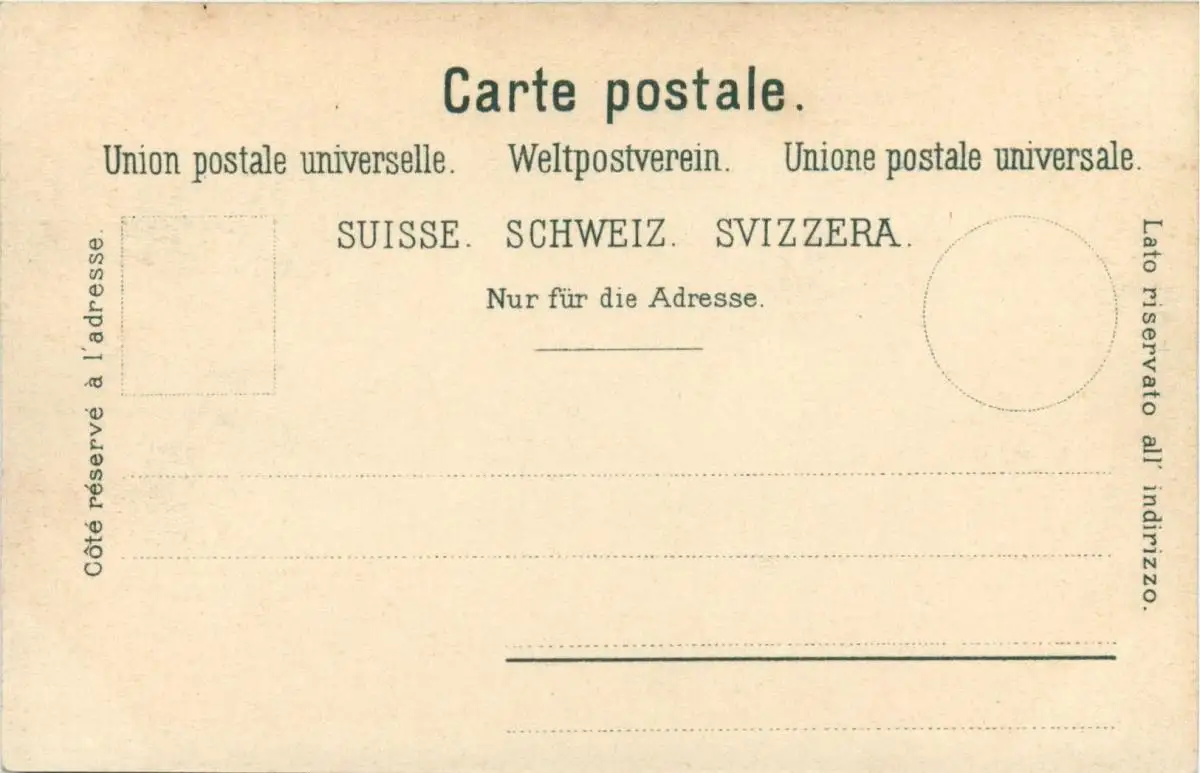 Carte postale.
Union postale universelle. Weltpostverein. Unione postale universale.
SUISSE. SCHWEIZ. SVIZZERA.
Nur für die Adresse.
Côté réservé à l'adresse.
Lato riservato all' indirizzo.